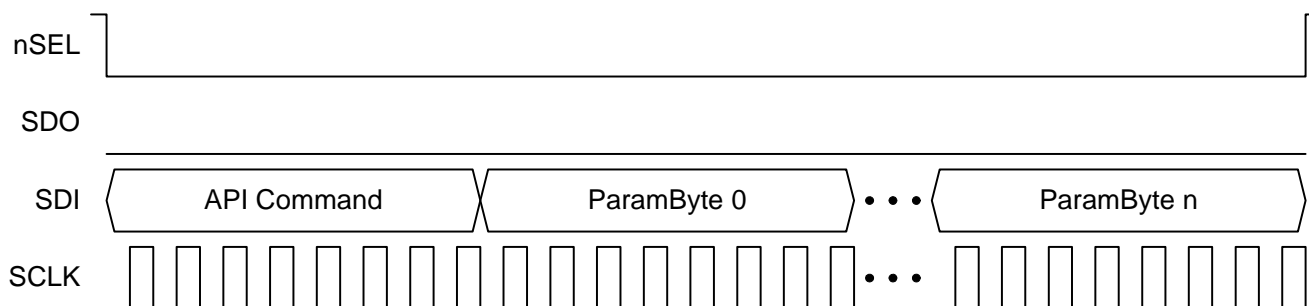 nSEL
SDO
SDI API Command ParamByte 0 ParamByte n
SCLK